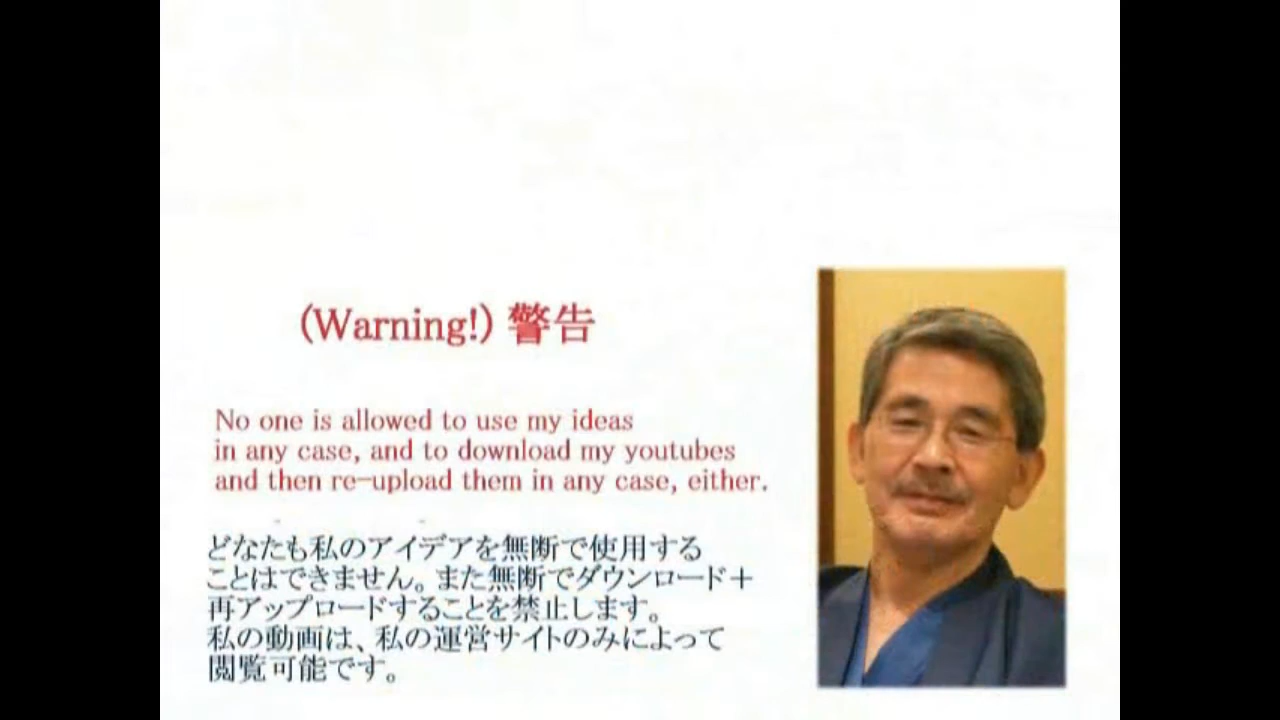 (Warning!) 警告
No one is allowed to use my ideas
in any case, and to download my youtubes
and then re-upload them in any case, either.
どなたも私のアイデアを無断で使用する
ことはできません。また無断でダウンロード＋
再アップロードすることを禁止します。
私の動画は、私の運営サイトのみによって
閲覧可能です。